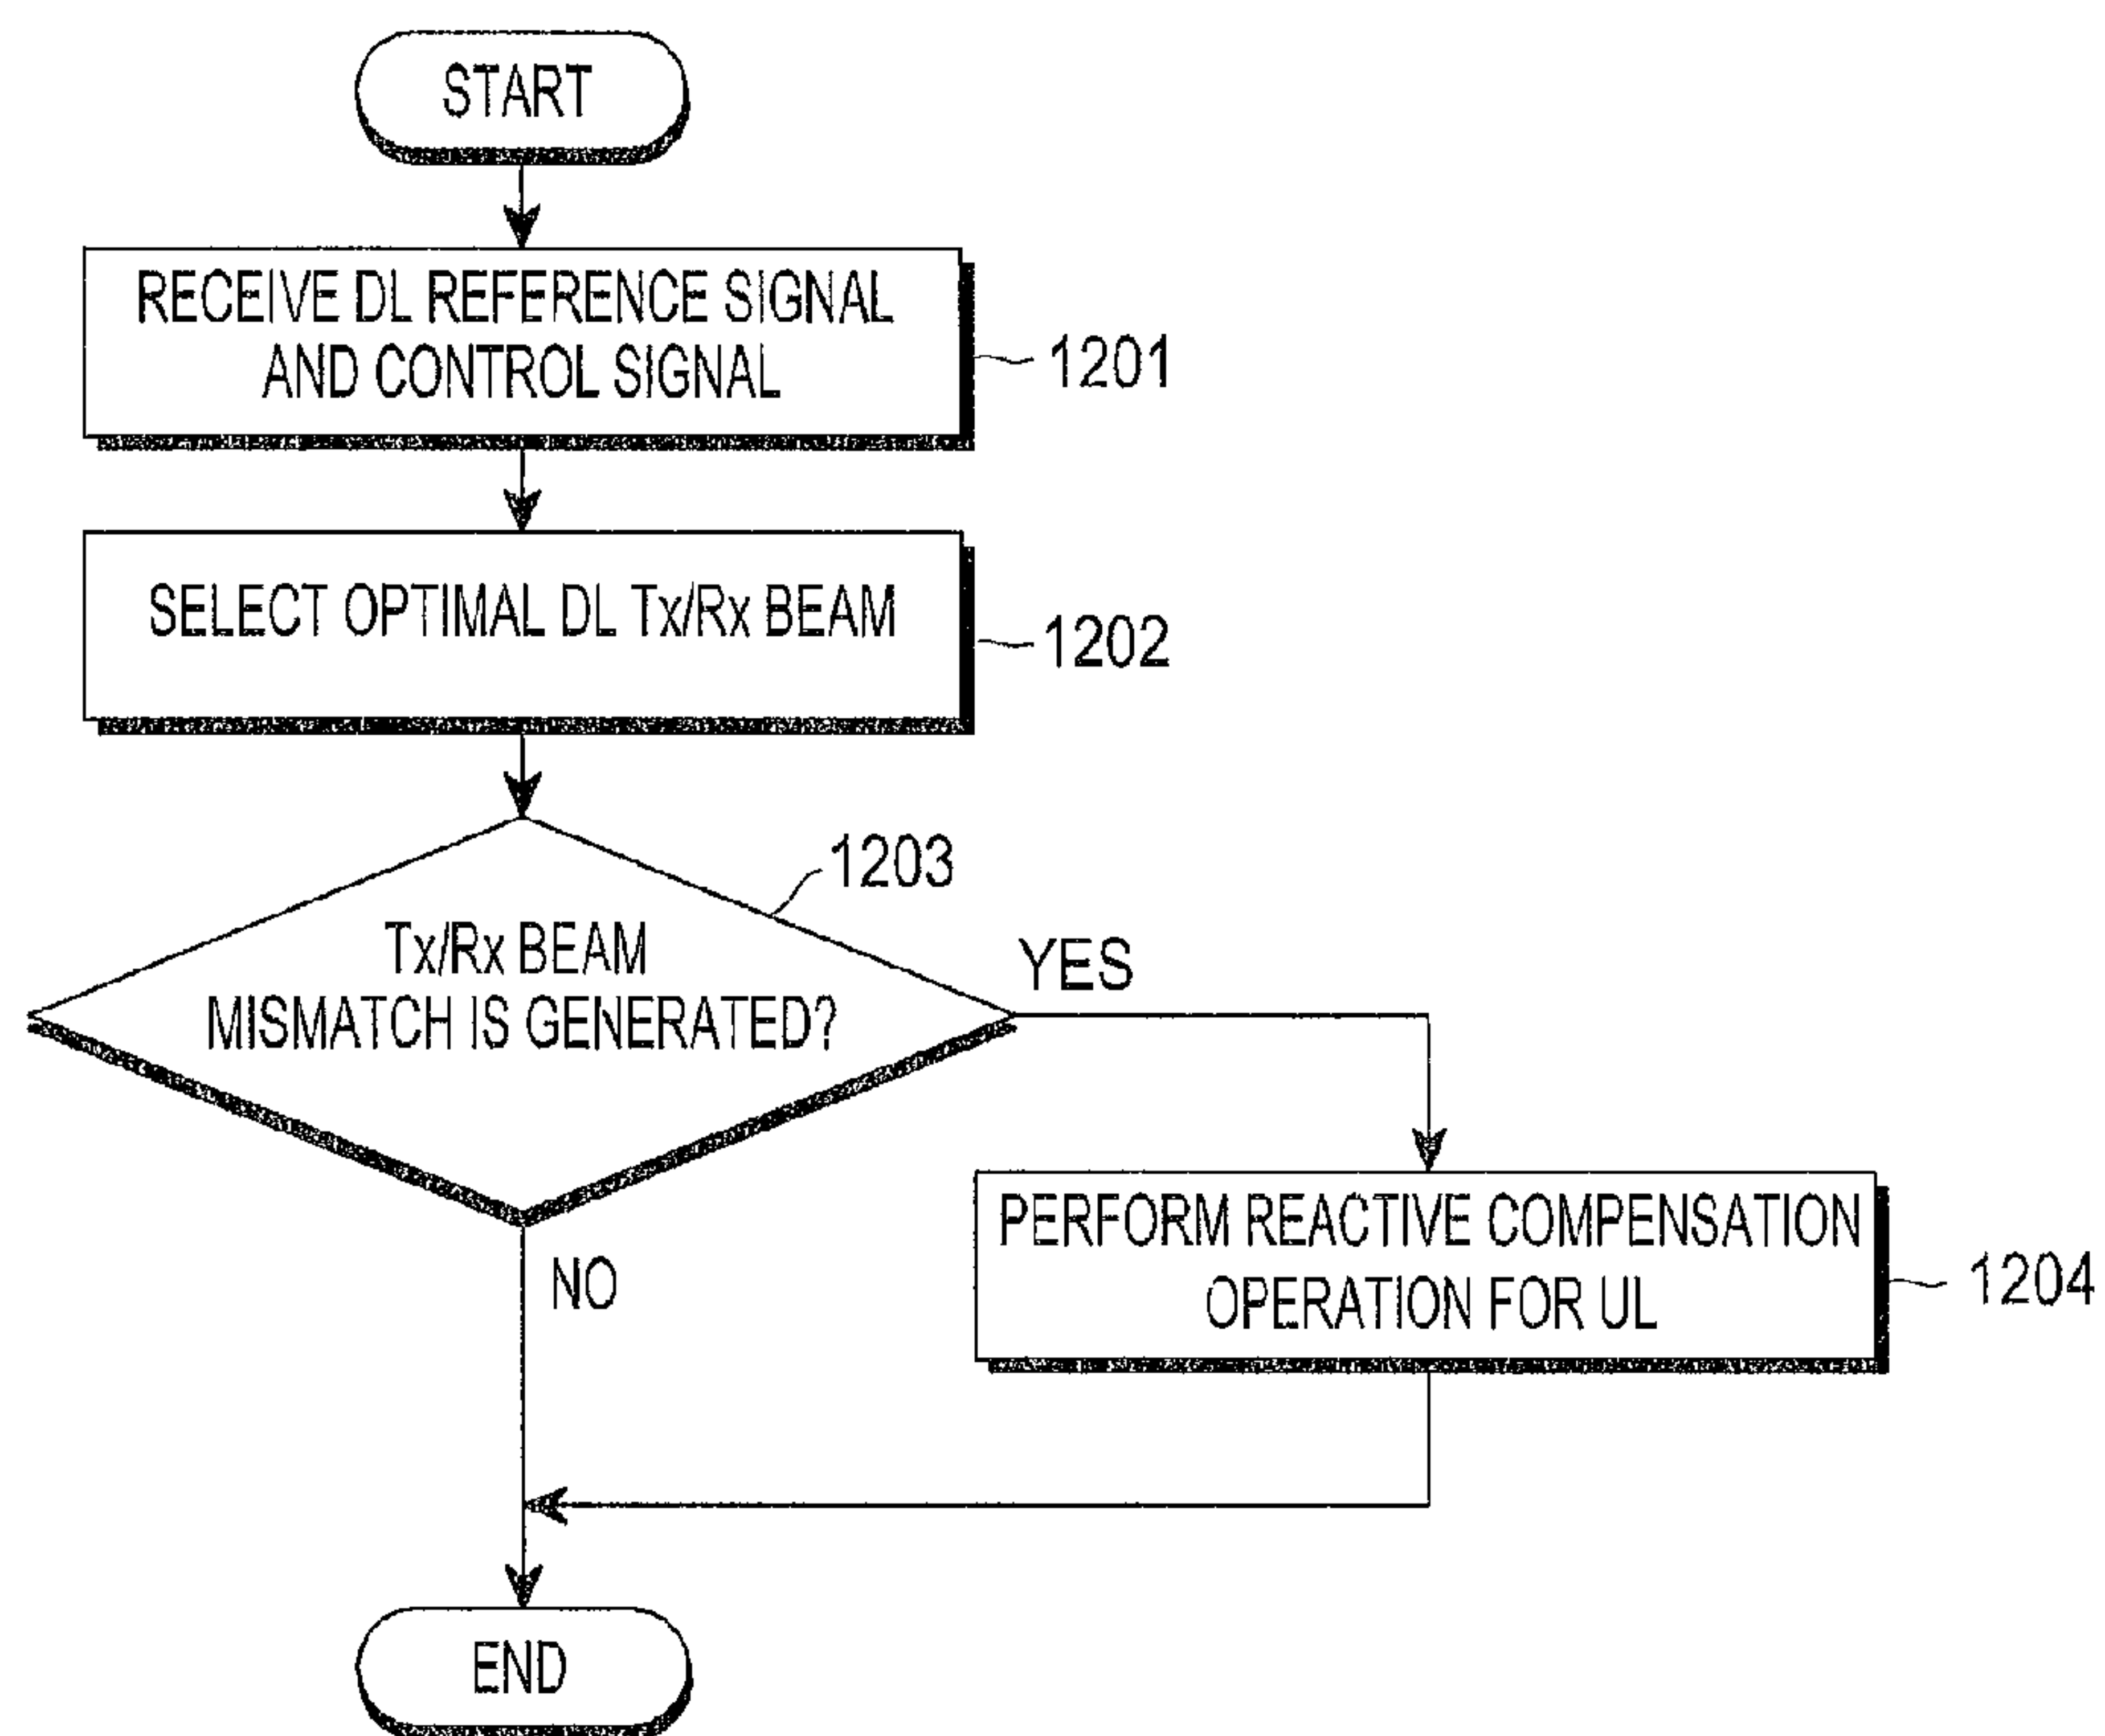 START
RECEIVE DL REFERENCE SIGNAL
AND CONTROL SIGNAL
1201
SELECT OPTIMAL DL Tx/Rx BEAM
1202
1203
Tx/Rx BEAM
MISMATCH IS GENERATED?
YES
NO
PERFORM REACTIVE COMPENSATION
OPERATION FOR UL
1204
END